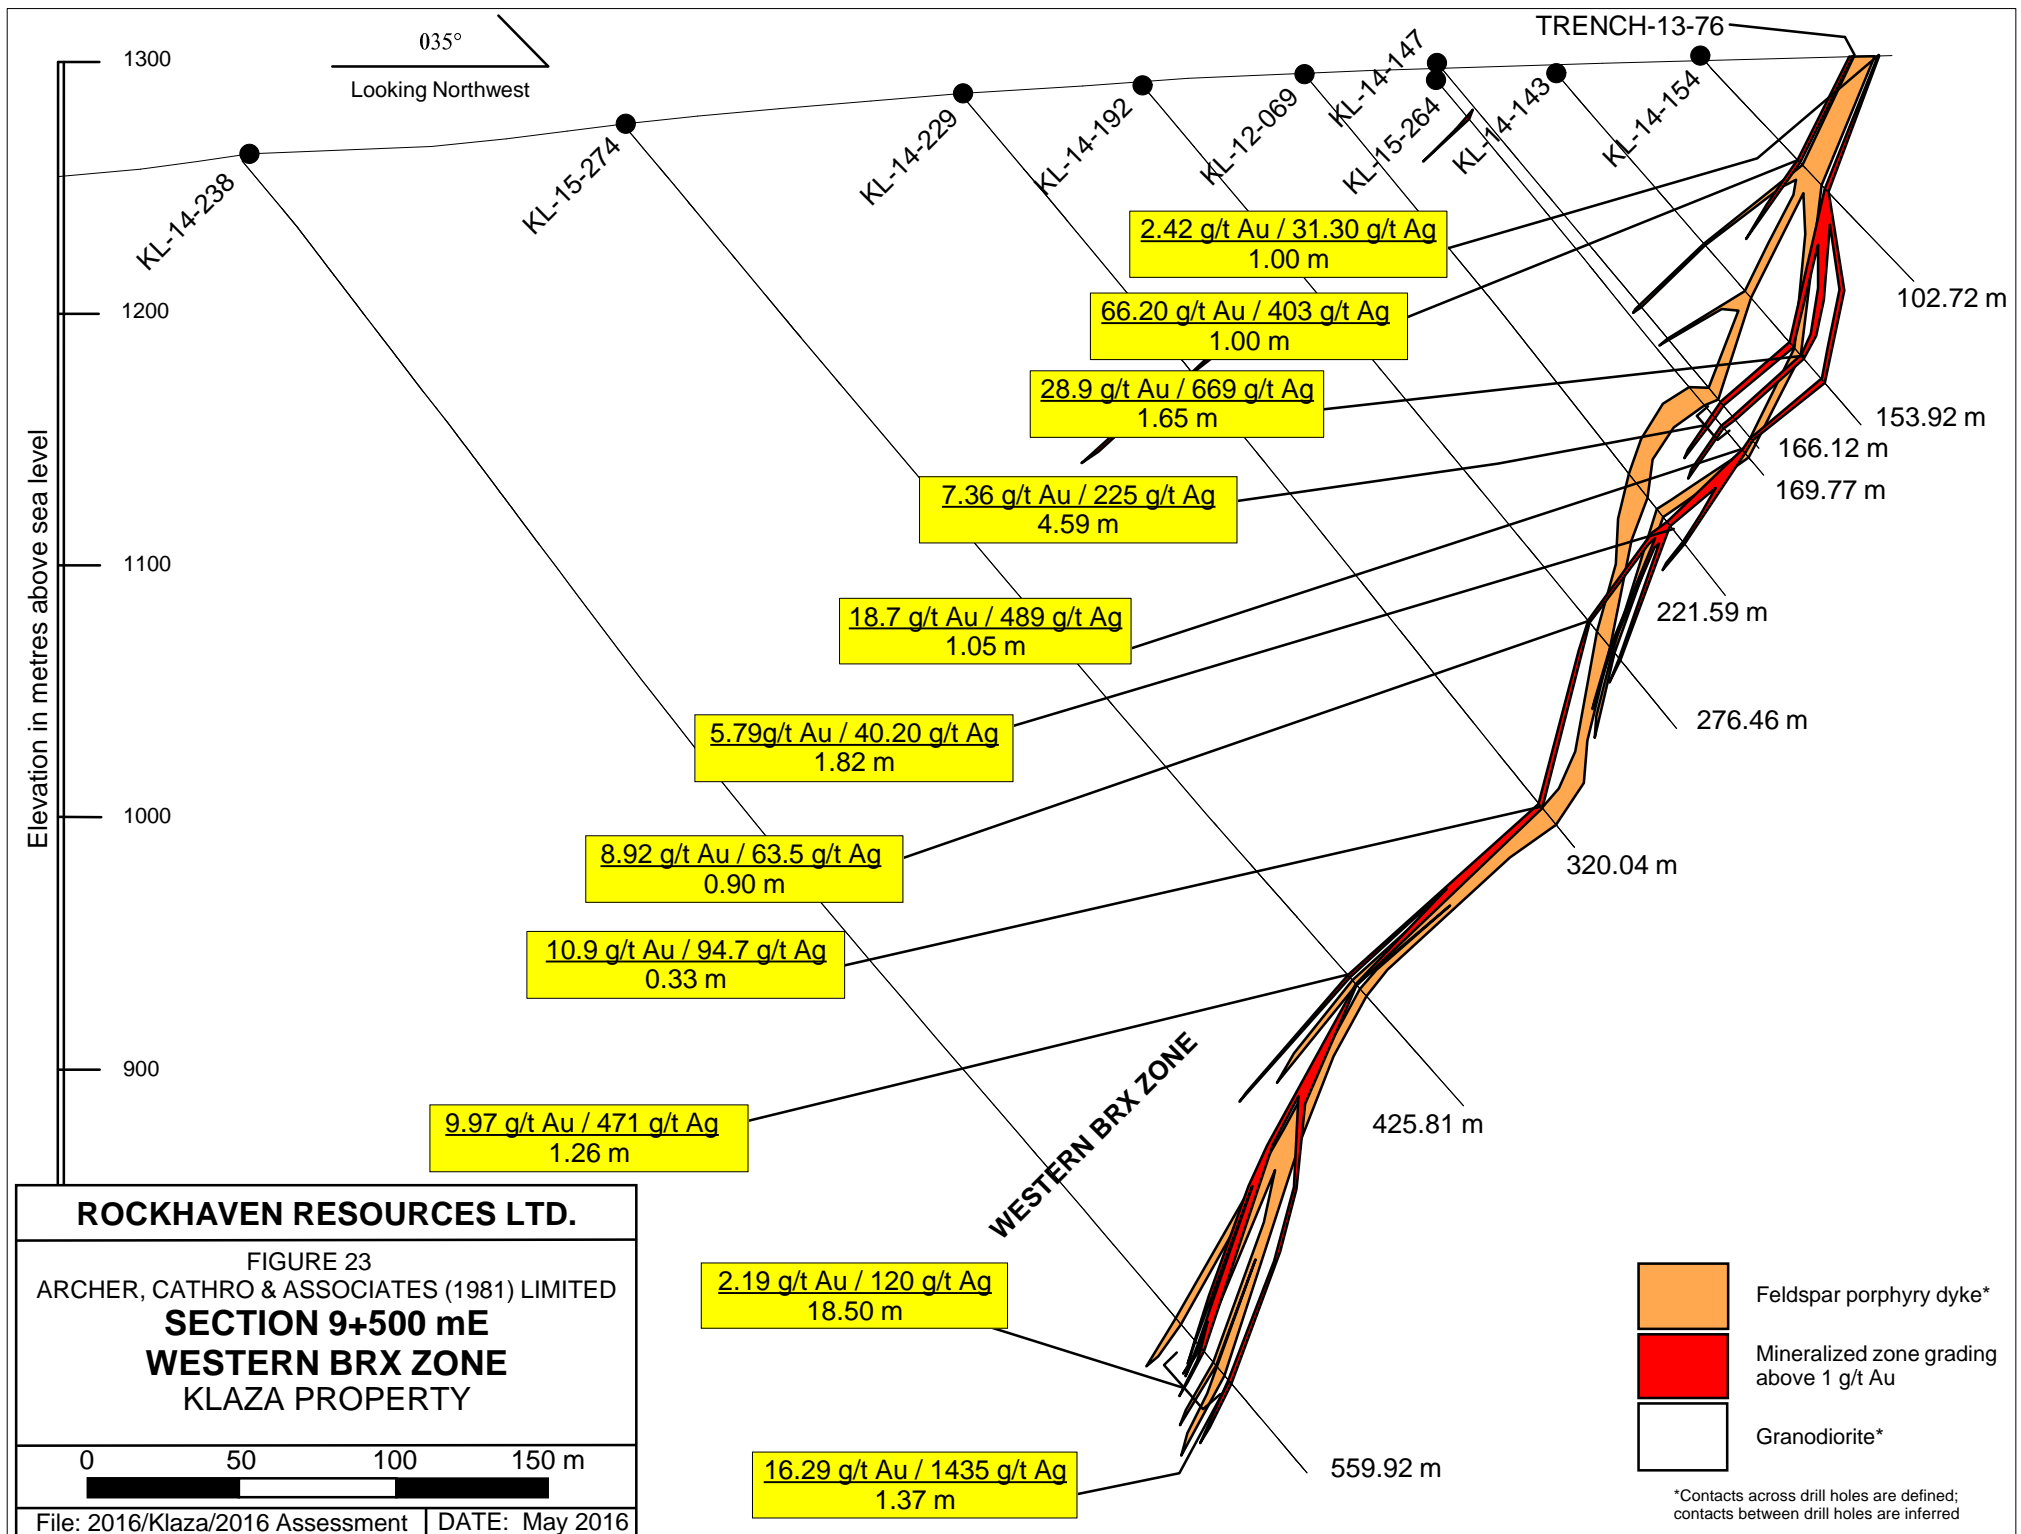 TRENCH-13-76
035°
Looking Northwest
1300
1200
1100
1000
900
Elevation in metres above sea level
KL-14-238
KL-15-274
KL-14-229
KL-14-192
KL-12-069
KL-14-147
KL-15-264
KL-14-143
KL-14-154
2.42 g/t Au / 31.30 g/t Ag
1.00 m
66.20 g/t Au / 403 g/t Ag
1.00 m
28.9 g/t Au / 669 g/t Ag
1.65 m
7.36 g/t Au / 225 g/t Ag
4.59 m
18.7 g/t Au / 489 g/t Ag
1.05 m
5.79g/t Au / 40.20 g/t Ag
1.82 m
8.92 g/t Au / 63.5 g/t Ag
0.90 m
10.9 g/t Au / 94.7 g/t Ag
0.33 m
9.97 g/t Au / 471 g/t Ag
1.26 m
2.19 g/t Au / 120 g/t Ag
18.50 m
16.29 g/t Au / 1435 g/t Ag
1.37 m
102.72 m
153.92 m
166.12 m
169.77 m
221.59 m
276.46 m
320.04 m
425.81 m
559.92 m
WESTERN BRX ZONE
ROCKHAVEN RESOURCES LTD.
FIGURE 23
ARCHER, CATHRO & ASSOCIATES (1981) LIMITED
SECTION 9+500 mE
WESTERN BRX ZONE
KLAZA PROPERTY
0 50 100 150 m
File: 2016/Klaza/2016 Assessment
DATE: May 2016
Feldspar porphyry dyke*
Mineralized zone grading
above 1 g/t Au
Granodiorite*
*Contacts across drill holes are defined;
contacts between drill holes are inferred